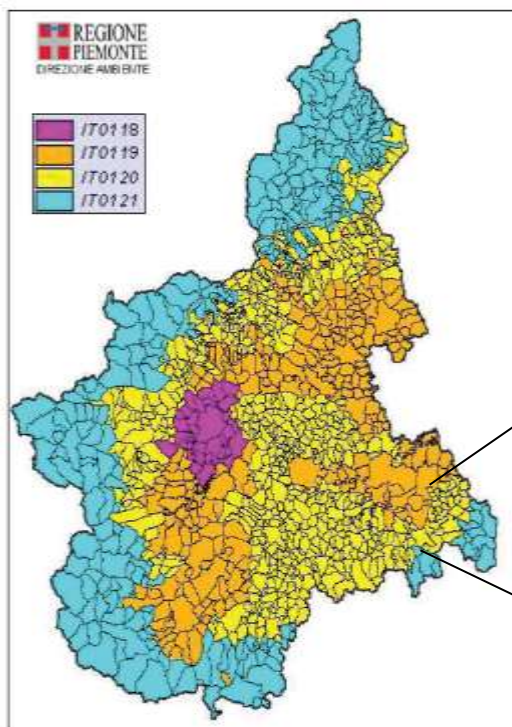 REGIONE
PIEMONTE
DIREZIONE AMBIENTE
IT0118
IT0119
IT0120
IT0121